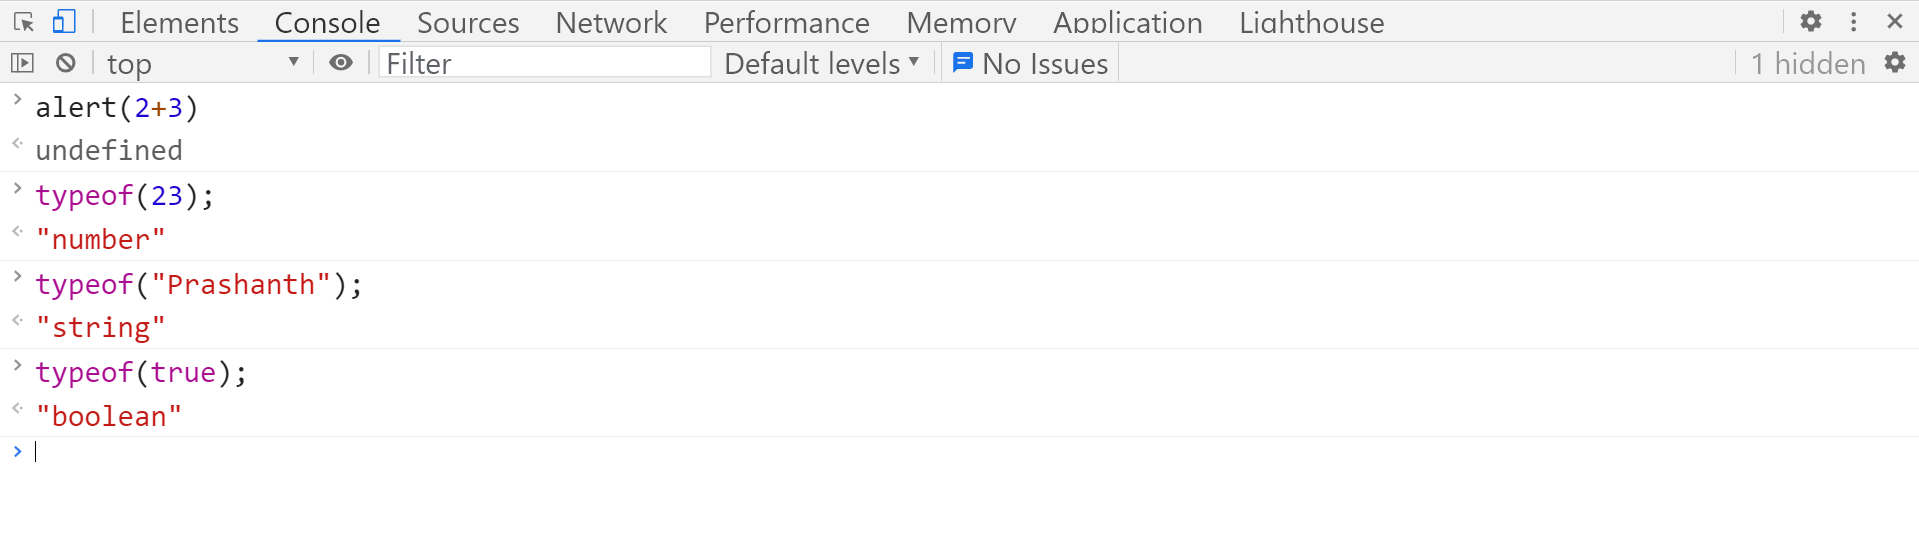 Elements Console Sources Network Performance Memory Application Lighthouse
top Filter Default levels No Issues 1 hidden
> alert(2+3)
undefined
> typeof(23);
"number"
> typeof("Prashanth");
"string"
> typeof(true);
"boolean"
>